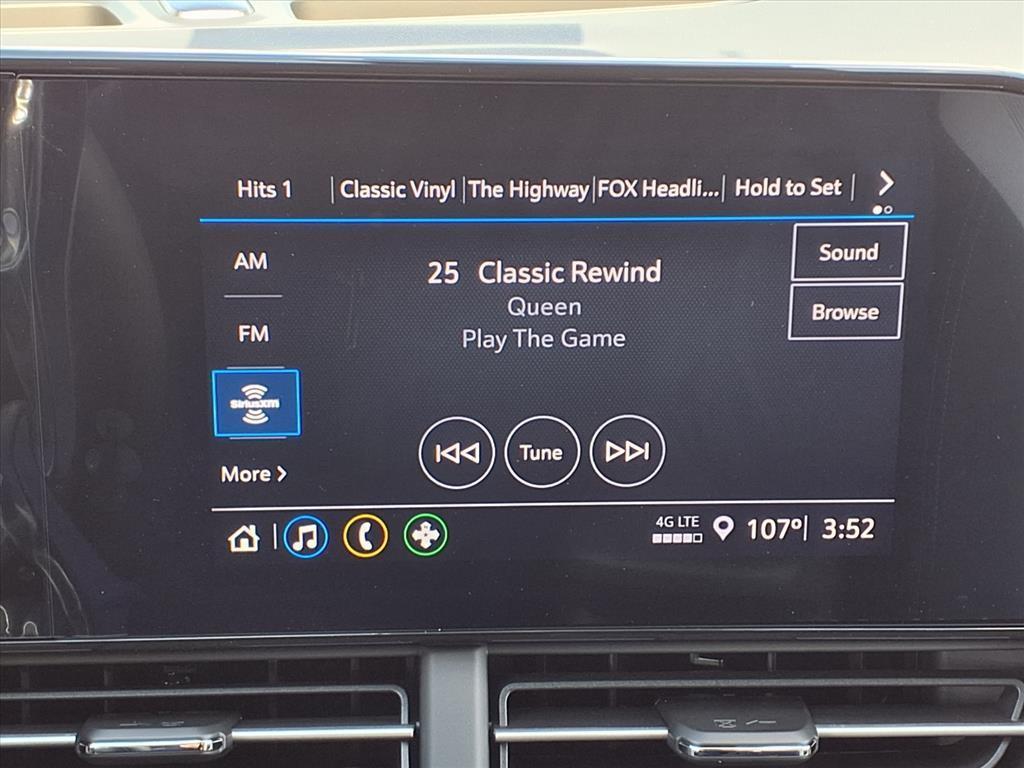 Hits 1 Classic Vinyl The Highway FOX Headli... Hold to Set
AM
25 Classic Rewind
Sound
Queen
Browse
FM
Play The Game
SiriusXM
Tune
More
4G LTE
107° 3:52